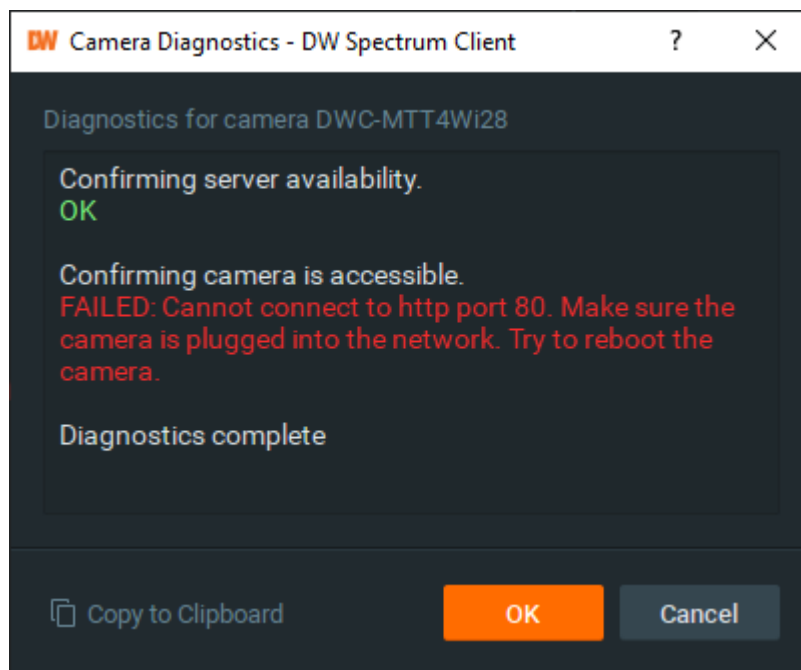 DW Camera Diagnostics - DW Spectrum Client ? ×
Diagnostics for camera DWC-MTT4Wi28
Confirming server availability.
OK
Confirming camera is accessible.
FAILED: Cannot connect to http port 80. Make sure the
camera is plugged into the network. Try to reboot the
camera.
Diagnostics complete
Copy to Clipboard OK Cancel